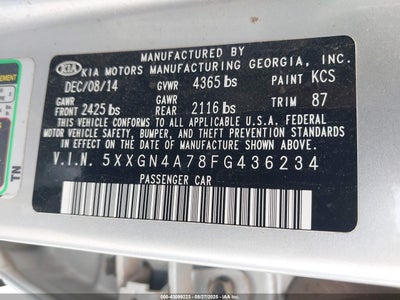 MANUFACTURED BY
KIA KIA MOTORS MANUFACTURING GEORGIA, INC.
DEC/08/14 GVWR 4365 lbs PAINT KCS
GAWR FRONT 2425 lbs GAWR REAR 2116 lbs TRIM 87
THIS VEHICLE CONFORMS TO ALL APPLICABLE U.S.A. FEDERAL
MOTOR VEHICLE SAFETY, BUMPER, AND THEFT PREVENTION STANDARDS
IN EFFECT ON THE DATE OF MANUFACTURE SHOWN ABOVE.
V.I.N. 5XXGN4A78FG436234
PASSENGER CAR
TN
000-43099223 - 08/27/2025 - IAA, Inc.